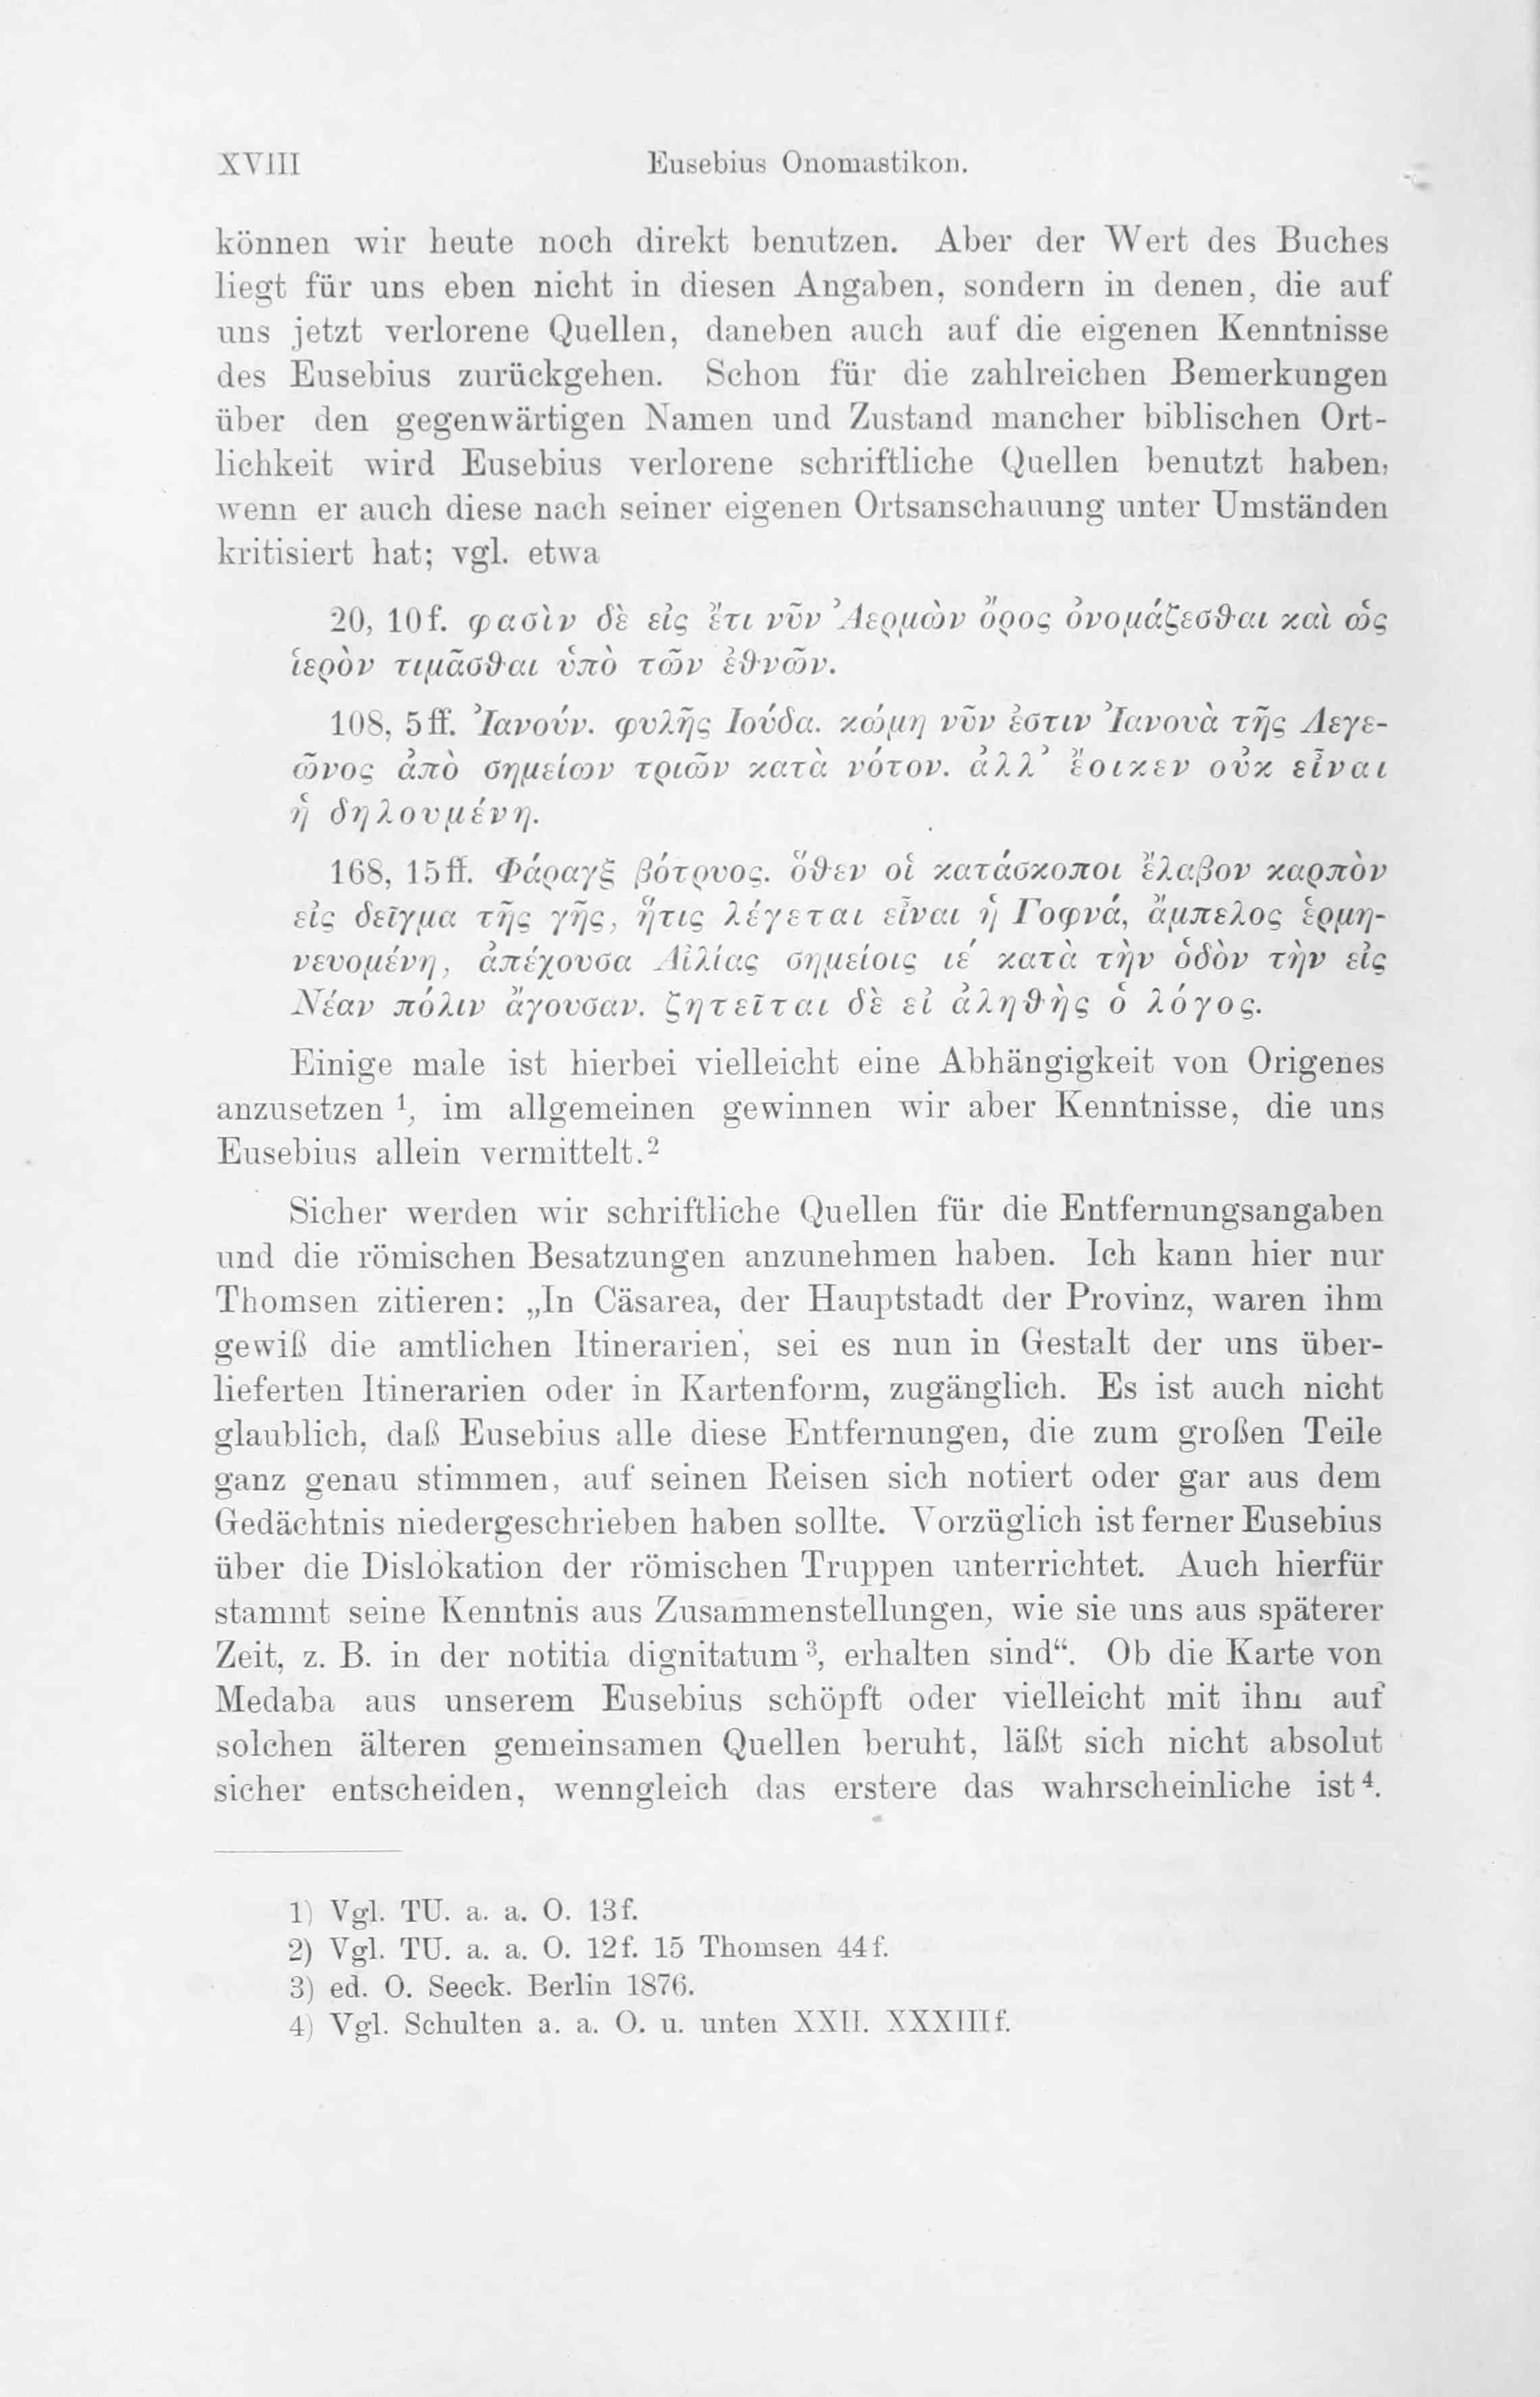 XVIII Eusebius Onomastikon.
können wir heute noch direkt benutzen. Aber der Wert des Buches
liegt für uns eben nicht in diesen Angaben, sondern in denen, die auf
uns jetzt verlorene Quellen, daneben auch auf die eigenen Kenntnisse
des Eusebius zurückgehen. Schon für die zahlreichen Bemerkungen
über den gegenwärtigen Namen und Zustand mancher biblischen Ort-
lichkeit wird Eusebius verlorene schriftliche Quellen benutzt haben,
wenn er auch diese nach seiner eigenen Ortsanschauung unter Umständen
kritisiert hat; vgl. etwa
20, 10 f. φασὶν δὲ εἰς ἔτι νῦν Ἀερμὼν ὄρος ὀνομάζεσθαι καὶ ὡς
ἱερὸν τιμᾶσθαι ὑπὸ τῶν ἐθνῶν.
108, 5 ff. Ἰανούν. φυλῆς Ιούδα. κώμη νῦν ἐστιν Ἰανουὰ τῆς Λεγε-
ῶνος ἀπὸ σημείων τριῶν κατὰ νότον. ἀλλ’ ἔοικεν οὐκ εἶναι
ἡ δηλουμένη.
168, 15 ff. Φάραγξ βότρυος. ὅθεν οἱ κατάσκοποι ἔλαβον καρπὸν
εἰς δεῖγμα τῆς γῆς, ἥτις λέγεται εἶναι ἡ Γοφνά, ἄμπελος ἑρμη-
νευομένη, ἀπέχουσα Αἰλίας σημείοις ιε´ κατὰ τὴν ὁδὸν τὴν εἰς
Νέαν πόλιν ἄγουσαν. ζητεῖται δὲ εἰ ἀληθὴς ὁ λόγος.
Einige male ist hierbei vielleicht eine Abhängigkeit von Origenes
anzusetzen ¹, im allgemeinen gewinnen wir aber Kenntnisse, die uns
Eusebius allein vermittelt.²
Sicher werden wir schriftliche Quellen für die Entfernungsangaben
und die römischen Besatzungen anzunehmen haben. Ich kann hier nur
Thomsen zitieren: „In Cäsarea, der Hauptstadt der Provinz, waren ihm
gewiß die amtlichen Itinerarien, sei es nun in Gestalt der uns über-
lieferten Itinerarien oder in Kartenform, zugänglich. Es ist auch nicht
glaublich, daß Eusebius alle diese Entfernungen, die zum großen Teile
ganz genau stimmen, auf seinen Reisen sich notiert oder gar aus dem
Gedächtnis niedergeschrieben haben sollte. Vorzüglich ist ferner Eusebius
über die Dislokation der römischen Truppen unterrichtet. Auch hierfür
stammt seine Kenntnis aus Zusammenstellungen, wie sie uns aus späterer
Zeit, z. B. in der notitia dignitatum ³, erhalten sind“. Ob die Karte von
Medaba aus unserem Eusebius schöpft oder vielleicht mit ihm auf
solchen älteren gemeinsamen Quellen beruht, läßt sich nicht absolut
sicher entscheiden, wenngleich das erstere das wahrscheinliche ist ⁴.
1) Vgl. TU. a. a. O. 13 f.
2) Vgl. TU. a. a. O. 12 f. 15 Thomsen 44 f.
3) ed. O. Seeck. Berlin 1876.
4) Vgl. Schulten a. a. O. u. unten XXII. XXXIII f.